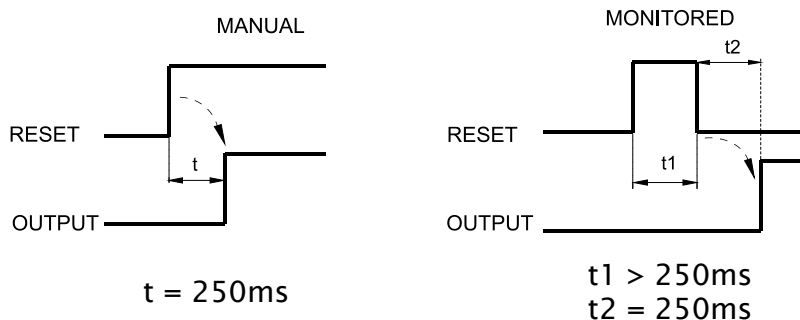 MANUAL
RESET
t
OUTPUT
t = 250ms
MONITORED
t2
RESET
t1
OUTPUT
t1 > 250ms
t2 = 250ms